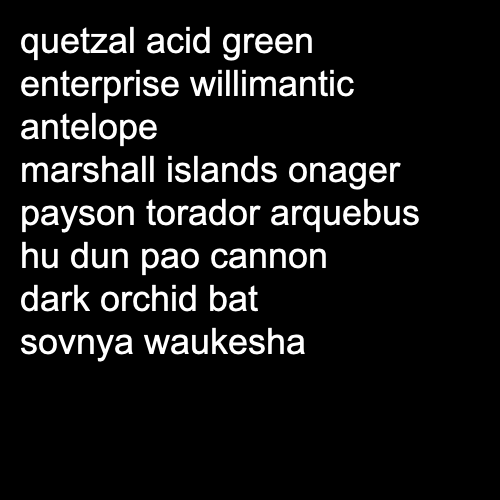 quetzal acid green
enterprise willimantic
antelope
marshall islands onager
payson torador arquebus
hu dun pao cannon
dark orchid bat
sovnya waukesha